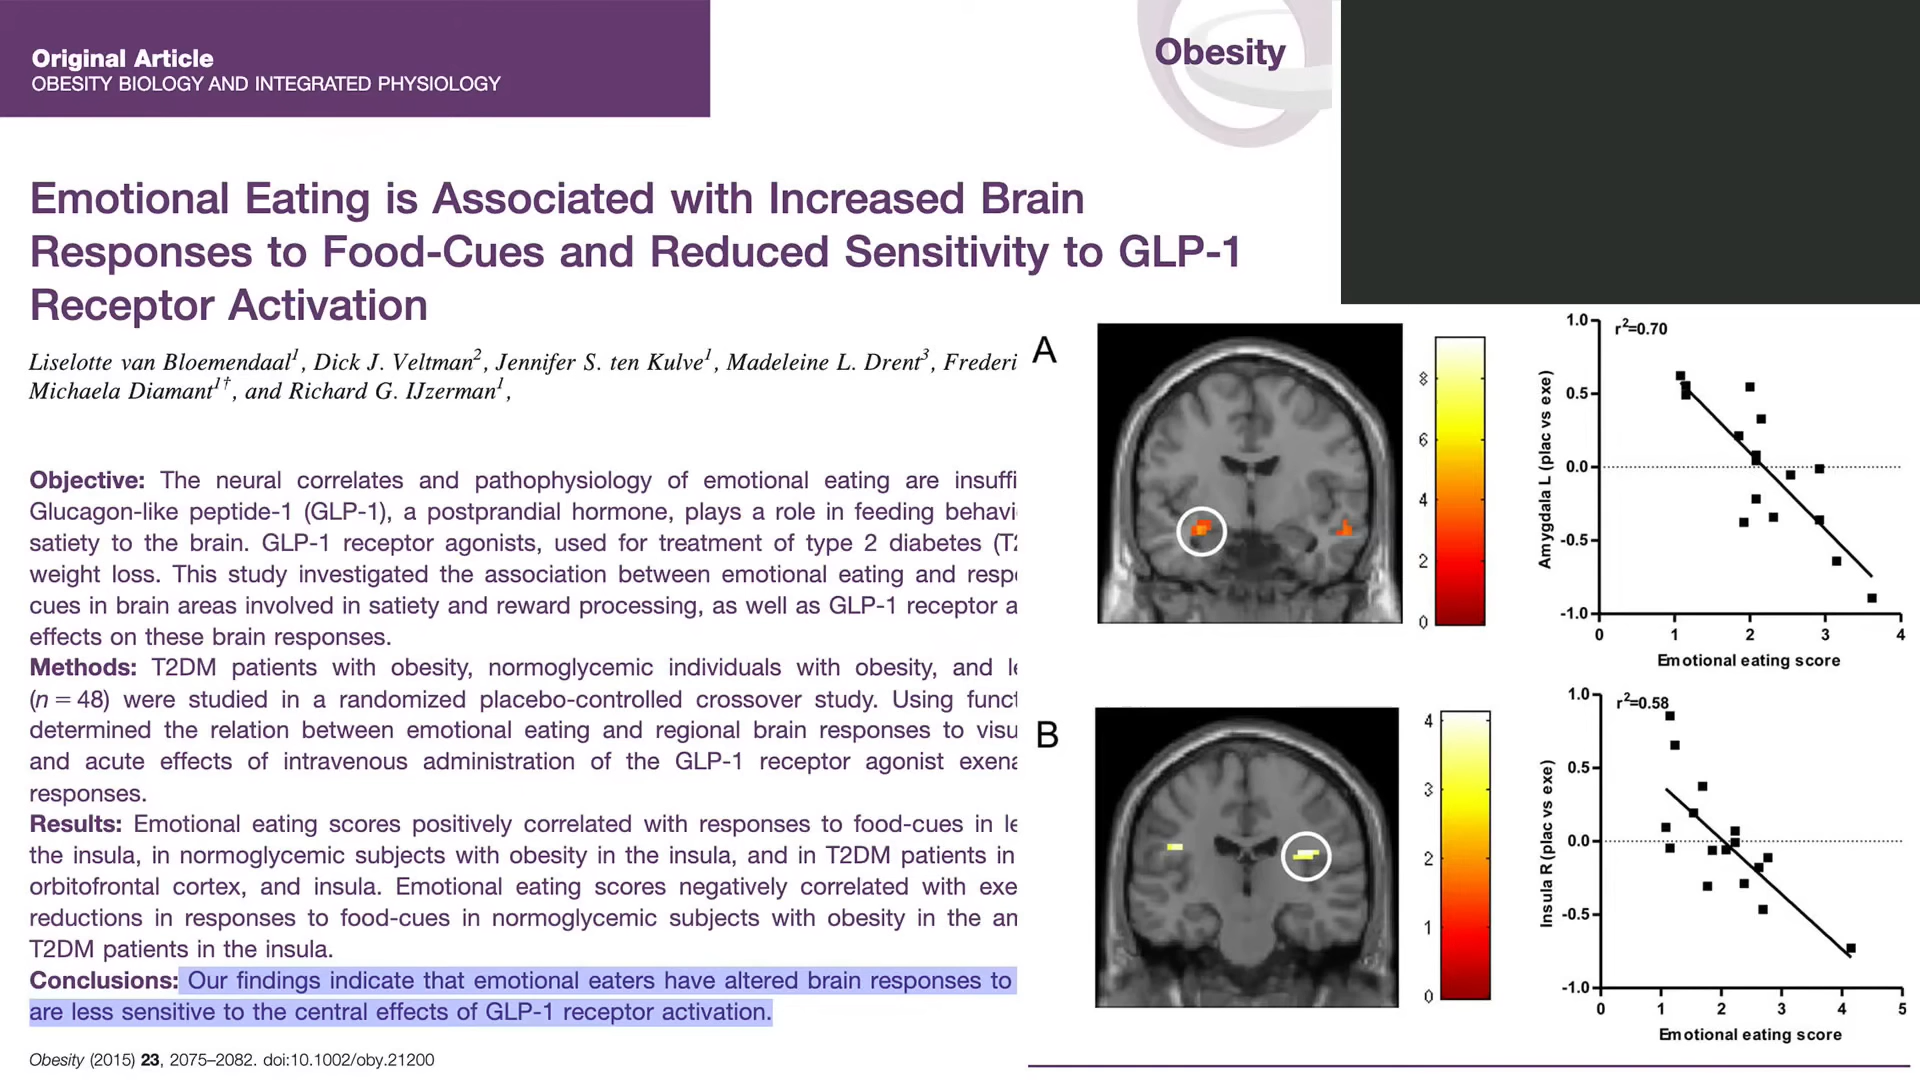 Original Article
OBESITY BIOLOGY AND INTEGRATED PHYSIOLOGY
Obesity
Emotional Eating is Associated with Increased Brain
Responses to Food-Cues and Reduced Sensitivity to GLP-1
Receptor Activation
Liselotte van Bloemendaal1, Dick J. Veltman2, Jennifer S. ten Kulve1, Madeleine L. Drent3, Frederi
Michaela Diamant1†, and Richard G. IJzerman1,
Objective: The neural correlates and pathophysiology of emotional eating are insuffi
Glucagon-like peptide-1 (GLP-1), a postprandial hormone, plays a role in feeding behavi
satiety to the brain. GLP-1 receptor agonists, used for treatment of type 2 diabetes (T2
weight loss. This study investigated the association between emotional eating and resp
cues in brain areas involved in satiety and reward processing, as well as GLP-1 receptor a
effects on these brain responses.
Methods: T2DM patients with obesity, normoglycemic individuals with obesity, and le
(n = 48) were studied in a randomized placebo-controlled crossover study. Using funct
determined the relation between emotional eating and regional brain responses to visu
and acute effects of intravenous administration of the GLP-1 receptor agonist exena
responses.
Results: Emotional eating scores positively correlated with responses to food-cues in le
the insula, in normoglycemic subjects with obesity in the insula, and in T2DM patients in
orbitofrontal cortex, and insula. Emotional eating scores negatively correlated with exe
reductions in responses to food-cues in normoglycemic subjects with obesity in the am
T2DM patients in the insula.
Conclusions: Our findings indicate that emotional eaters have altered brain responses to
are less sensitive to the central effects of GLP-1 receptor activation.
Obesity (2015) 23, 2075–2082. doi:10.1002/oby.21200
A
8
6
4
2
0
r2=0.70
Amygdala L (plac vs exe)
1.0
0.5
0.0
-0.5
-1.0
0 1 2 3 4
Emotional eating score
B
4
3
2
1
0
r2=0.58
Insula R (plac vs exe)
1.0
0.5
0.0
-0.5
-1.0
0 1 2 3 4 5
Emotional eating score